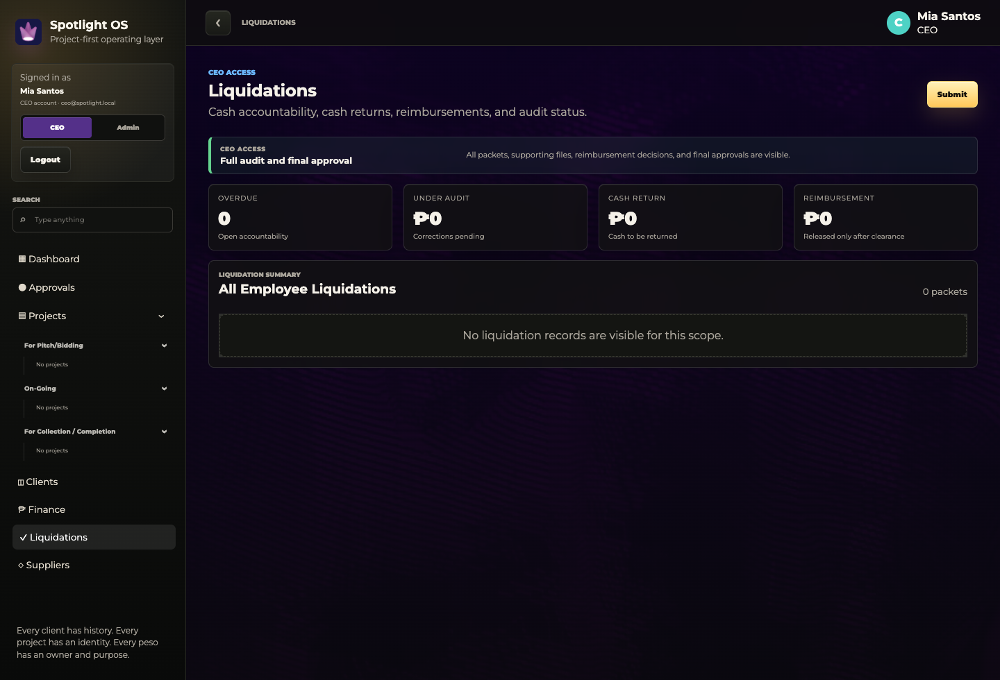 Spotlight OS
Project-first operating layer
Signed in as
Mia Santos
CEO account · ceo@spotlight.local
CEO
Admin
Logout
SEARCH
Type anything
Dashboard
Approvals
Projects
For Pitch/Bidding
No projects
On-Going
No projects
For Collection / Completion
No projects
Clients
₱ Finance
✓ Liquidations
Suppliers
Every client has history. Every
project has an identity. Every peso
has an owner and purpose.
LIQUIDATIONS
C
Mia Santos
CEO
CEO ACCESS
Liquidations
Cash accountability, cash returns, reimbursements, and audit status.
Submit
CEO ACCESS
Full audit and final approval
All packets, supporting files, reimbursement decisions, and final approvals are visible.
OVERDUE
0
Open accountability
UNDER AUDIT
₱0
Corrections pending
CASH RETURN
₱0
Cash to be returned
REIMBURSEMENT
₱0
Released only after clearance
LIQUIDATION SUMMARY
All Employee Liquidations
0 packets
No liquidation records are visible for this scope.